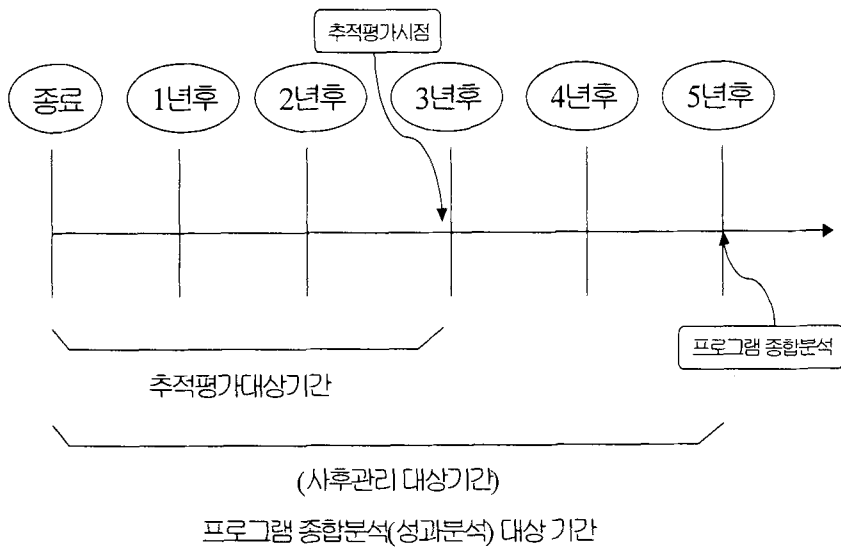 추적평가시점
종료
1년후
2년후
3년후
4년후
5년후
프로그램 종합분석
추적평가대상기간
(사후관리 대상기간)
프로그램 종합분석(성과분석) 대상 기간